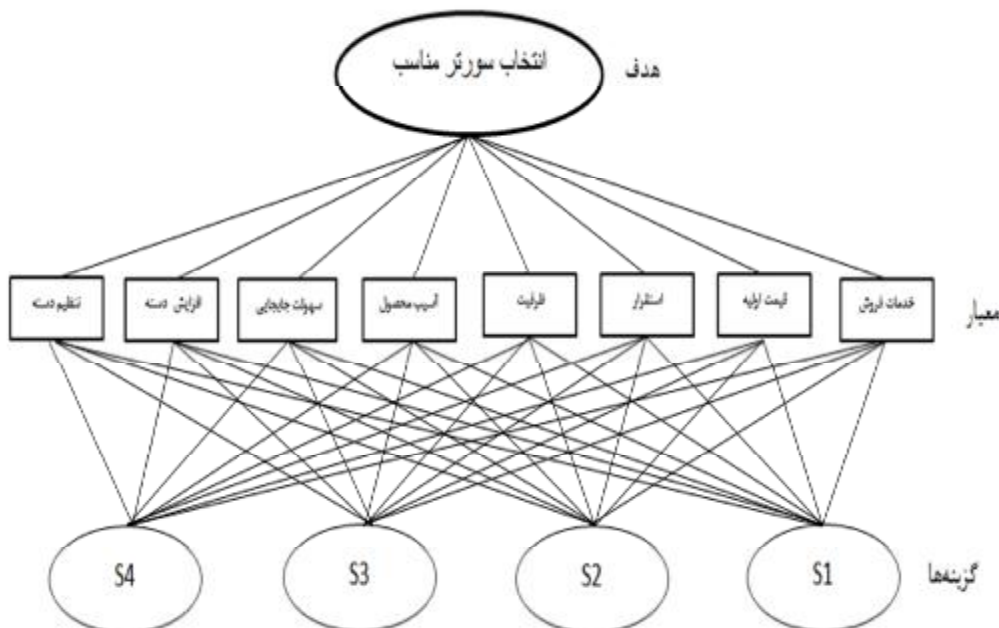 انتخاب سورتر مناسب
هدف
خدمات فروش
قیمت اولیه
استقرار
ظرفیت
آسیب محصول
سهولت جابجایی
افزایش دسته
تنظیم دسته
معیار
S1
S2
S3
S4
گزینه‌ها